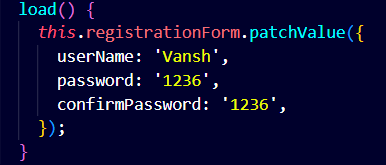 load() {
this.registrationForm.patchValue({
userName: 'Vansh',
password: '1236',
confirmPassword: '1236',
});
}